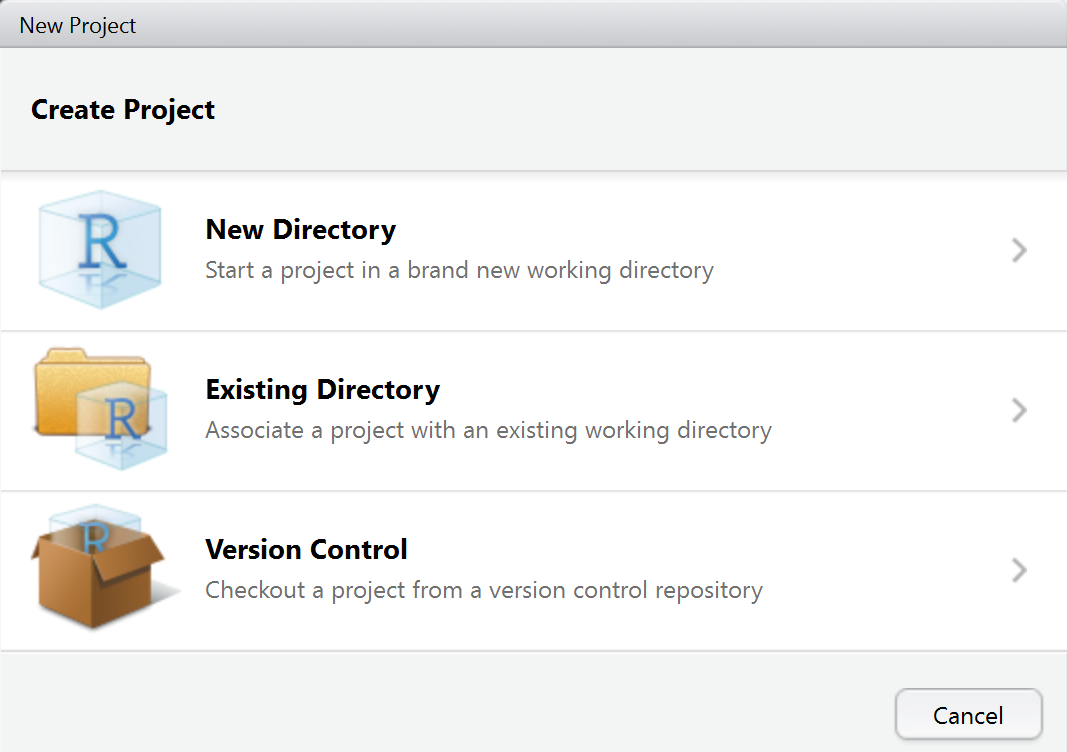 New Project
Create Project
R
New Directory
Start a project in a brand new working directory
R
Existing Directory
Associate a project with an existing working directory
R
Version Control
Checkout a project from a version control repository
Cancel